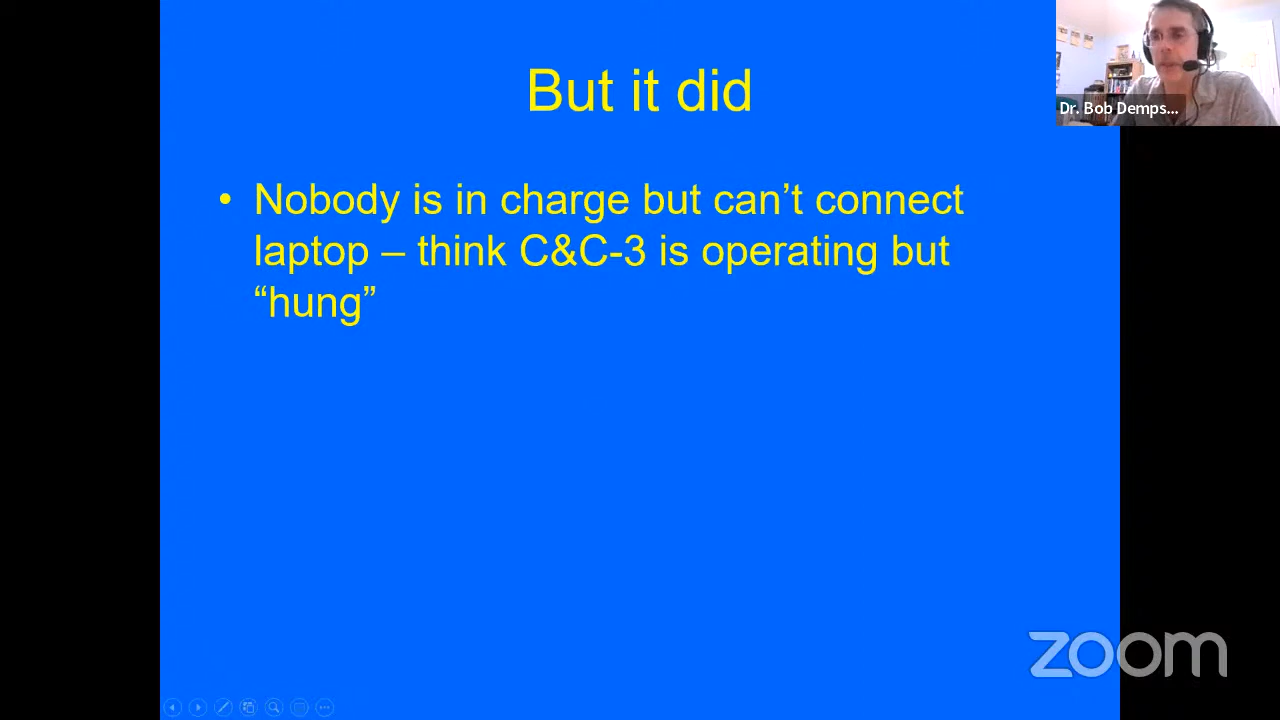 But it did
• Nobody is in charge but can’t connect
laptop – think C&C-3 is operating but
“hung”
Dr. Bob Demps...
zoom